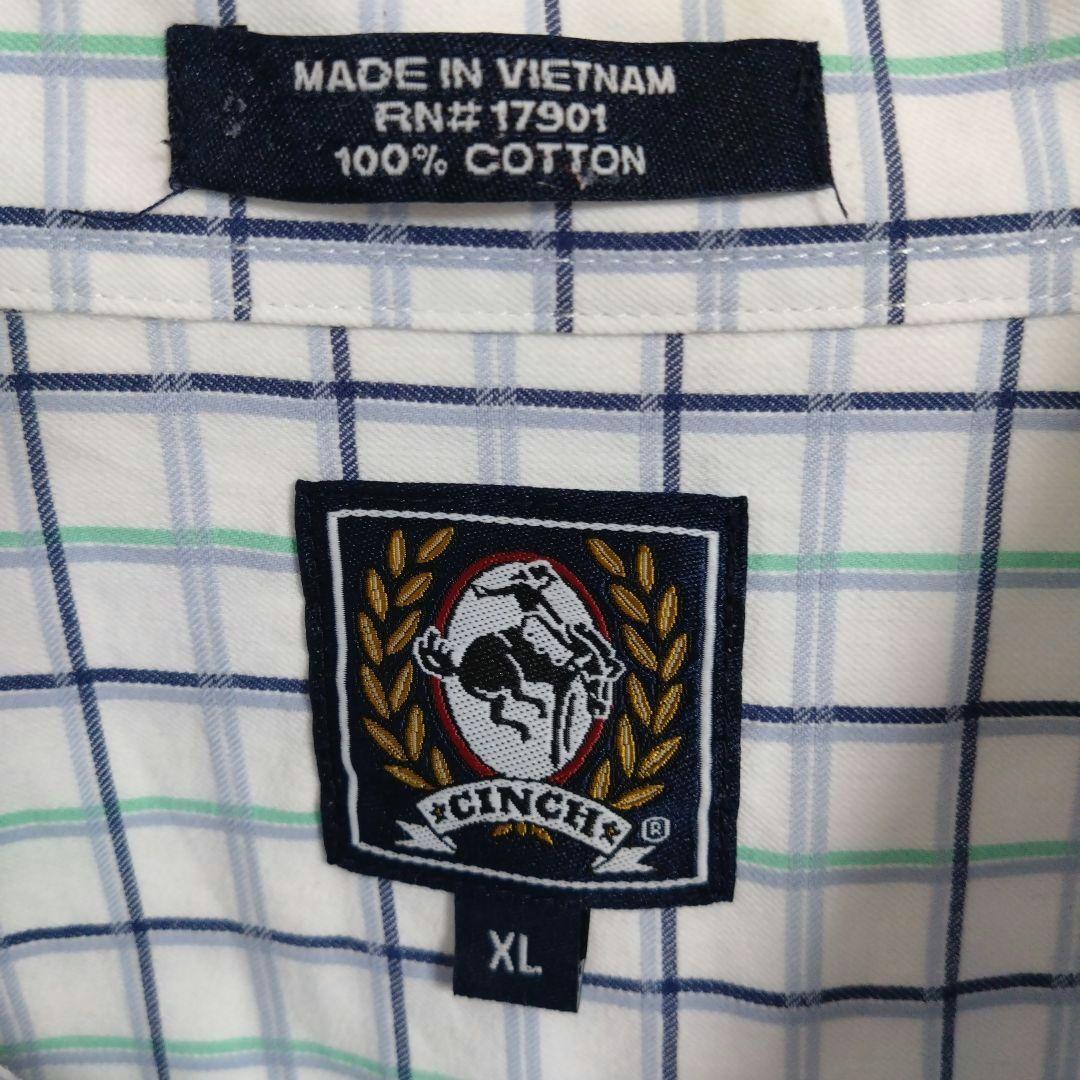 MADE IN VIETNAM
RN# 17901
100% COTTON
CINCH
®
XL